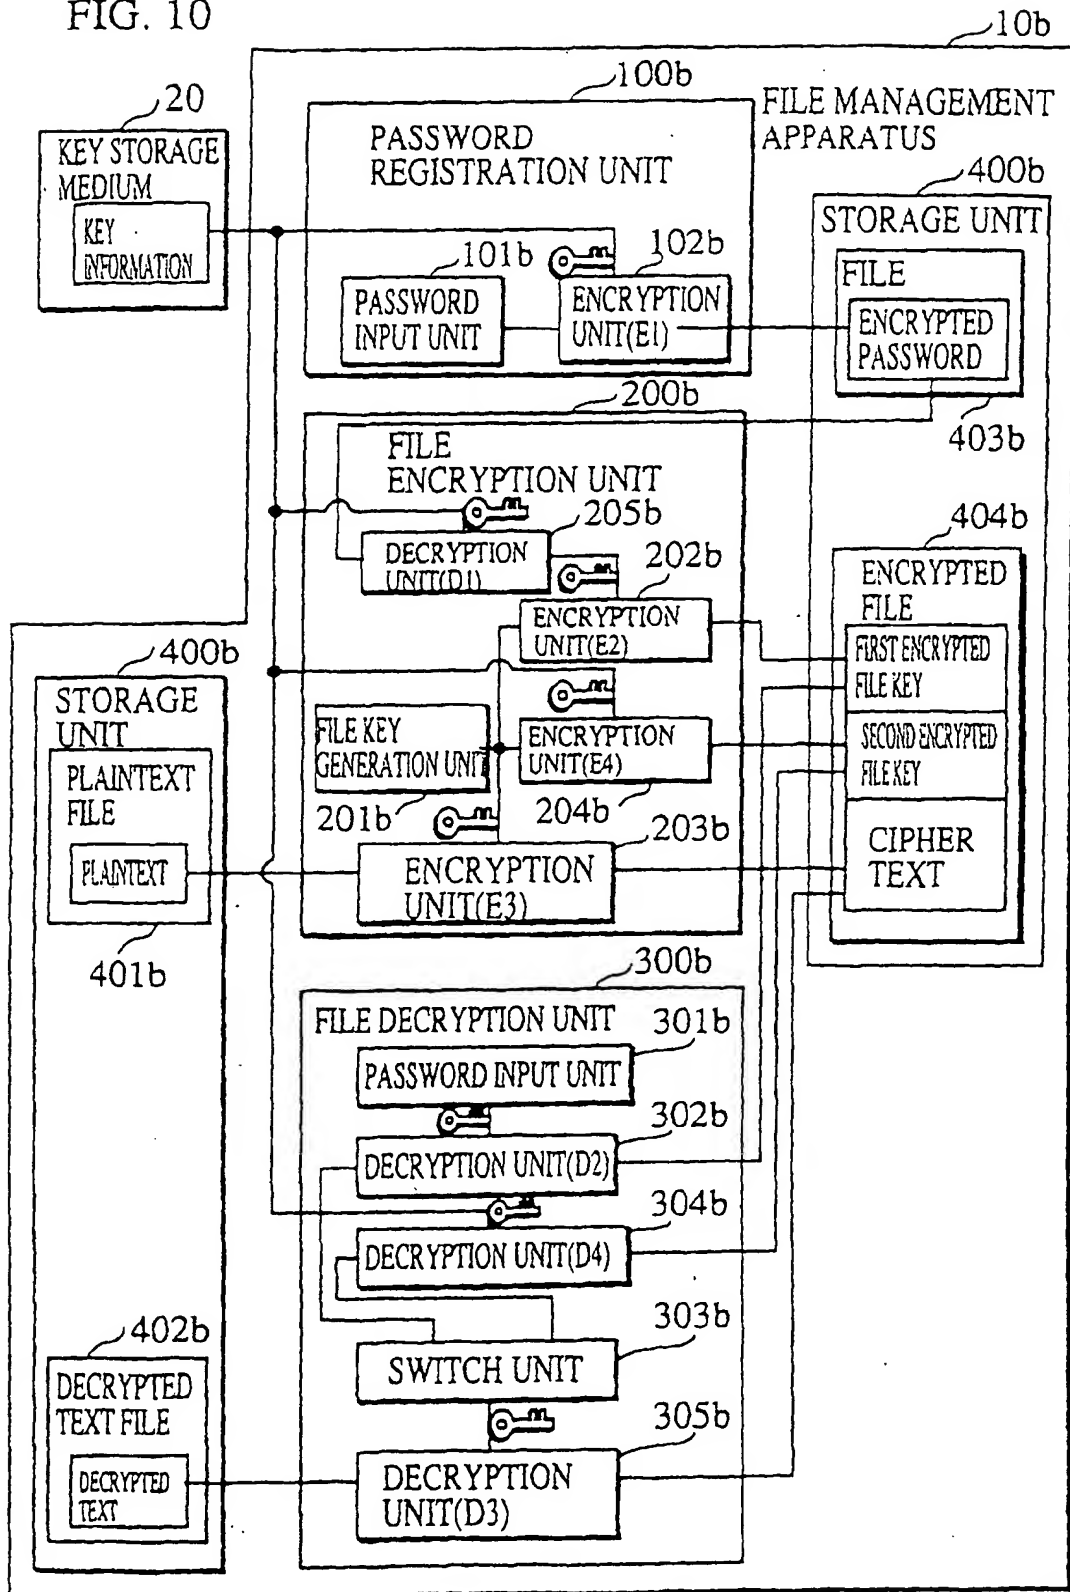 FIG. 10
10b
20
KEY STORAGE
MEDIUM
KEY
INFORMATION
100b
PASSWORD
REGISTRATION UNIT
101b
PASSWORD
INPUT UNIT
102b
ENCRYPTION
UNIT(E1)
FILE MANAGEMENT
APPARATUS
400b
STORAGE UNIT
FILE
ENCRYPTED
PASSWORD
403b
200b
FILE
ENCRYPTION UNIT
205b
DECRYPTION
UNIT(D1)
202b
ENCRYPTION
UNIT(E2)
FILE KEY
GENERATION UNIT
201b
ENCRYPTION
UNIT(E4)
204b
203b
ENCRYPTION
UNIT(E3)
404b
ENCRYPTED
FILE
FIRST ENCRYPTED
FILE KEY
SECOND ENCRYPTED
FILE KEY
CIPHER
TEXT
400b
STORAGE
UNIT
PLAINTEXT
FILE
PLAINTEXT
401b
300b
FILE DECRYPTION UNIT
301b
PASSWORD INPUT UNIT
302b
DECRYPTION UNIT(D2)
304b
DECRYPTION UNIT(D4)
303b
SWITCH UNIT
305b
DECRYPTION
UNIT(D3)
402b
DECRYPTED
TEXT FILE
DECRYPTED
TEXT